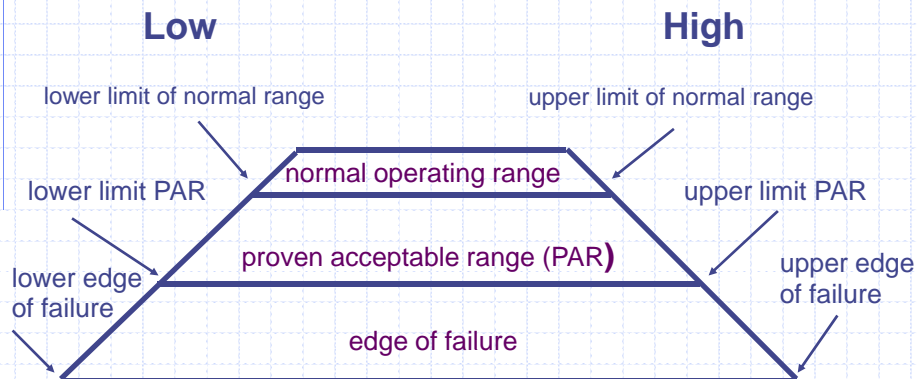 Low
High
lower limit of normal range
upper limit of normal range
normal operating range
lower limit PAR
upper limit PAR
proven acceptable range (PAR)
lower edge
of failure
upper edge
of failure
edge of failure